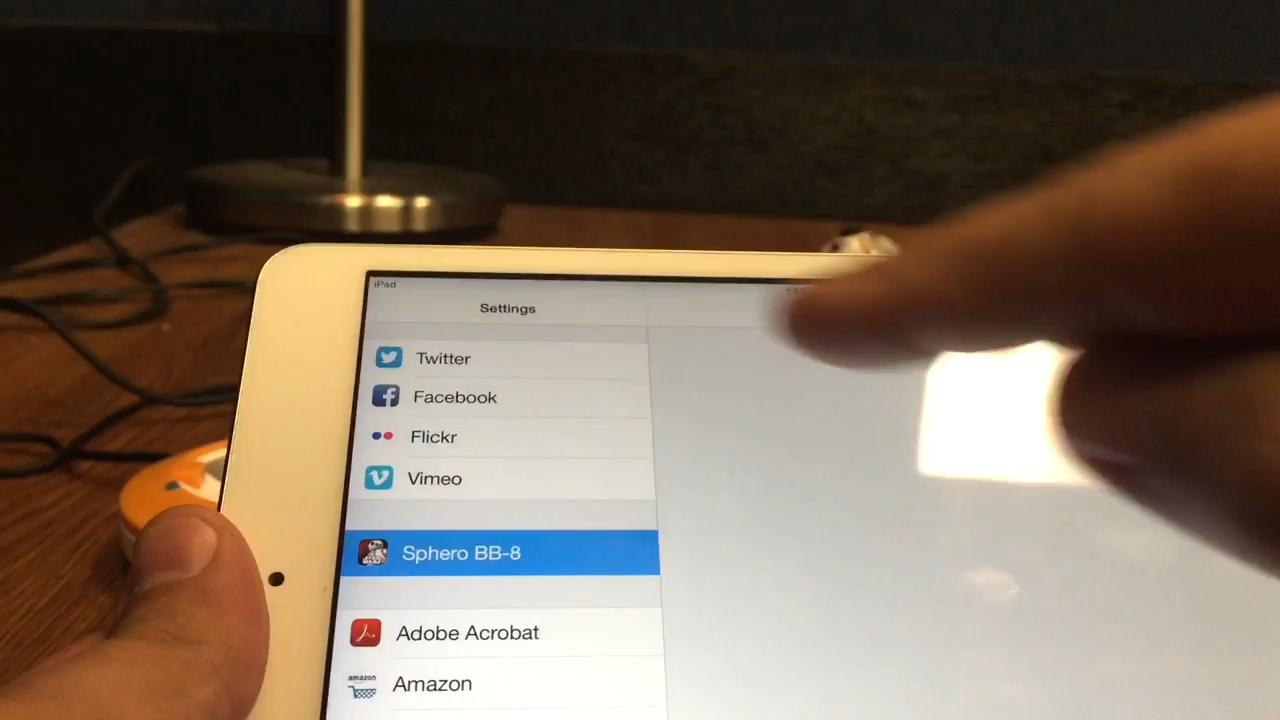 iPad
Settings
Twitter
Facebook
Flickr
Vimeo
Sphero BB-8
Adobe Acrobat
amazon
Amazon